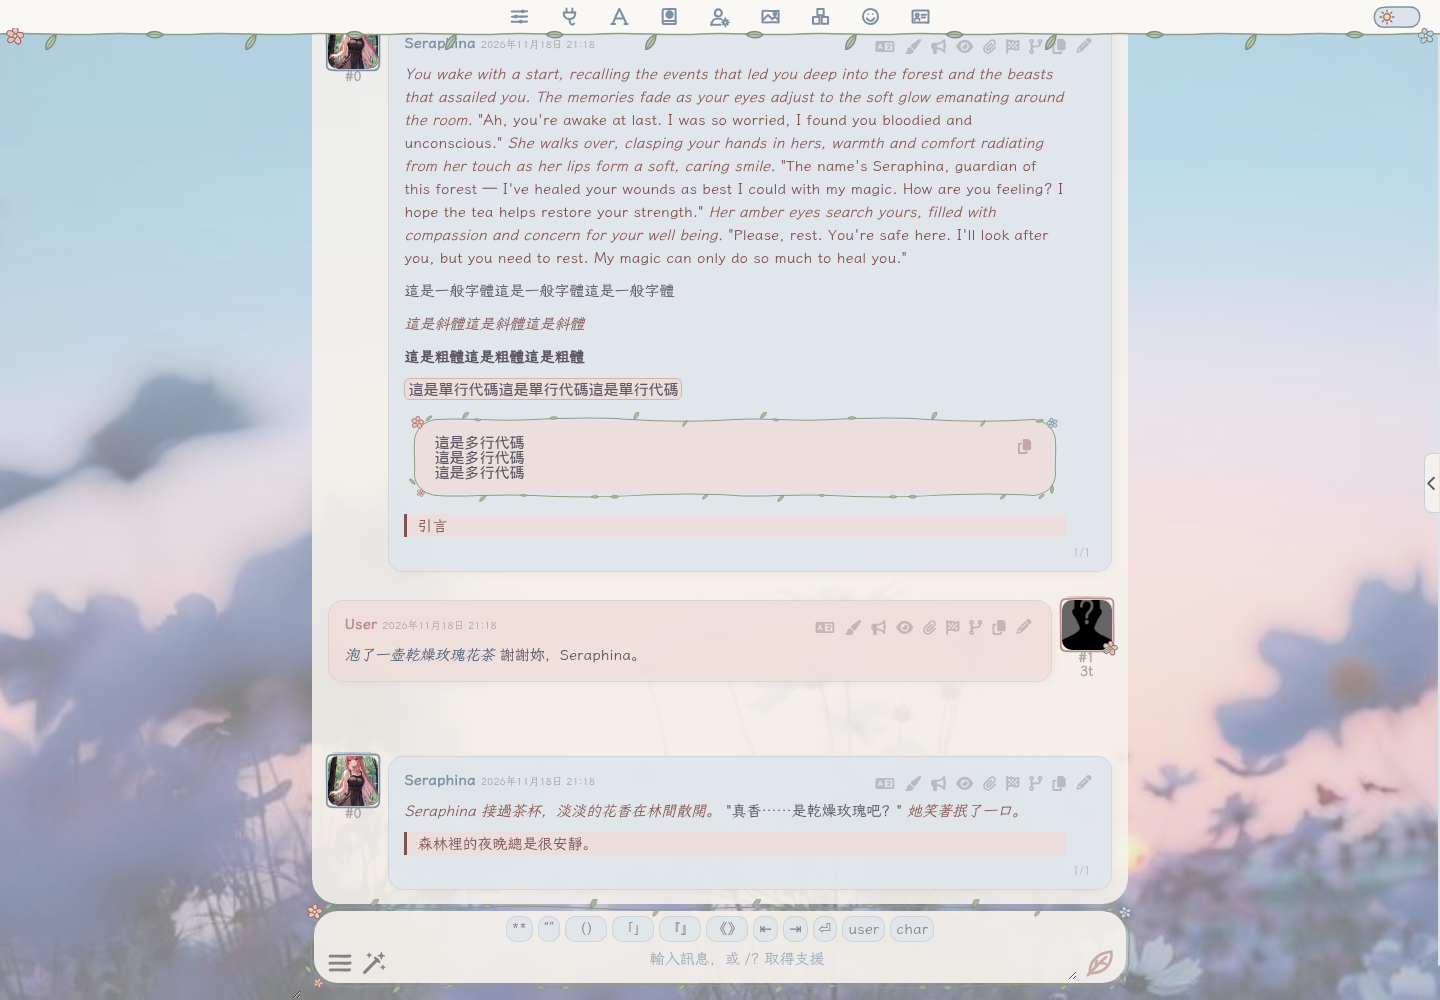 Seraphina 2026年11月18日 21:18
#0
You wake with a start, recalling the events that led you deep into the forest and the beasts
that assailed you. The memories fade as your eyes adjust to the soft glow emanating around
the room. "Ah, you're awake at last. I was so worried, I found you bloodied and
unconscious." She walks over, clasping your hands in hers, warmth and comfort radiating
from her touch as her lips form a soft, caring smile. "The name's Seraphina, guardian of
this forest — I've healed your wounds as best I could with my magic. How are you feeling? I
hope the tea helps restore your strength." Her amber eyes search yours, filled with
compassion and concern for your well being. "Please, rest. You're safe here. I'll look after
you, but you need to rest. My magic can only do so much to heal you."
這是一般字體這是一般字體這是一般字體
這是斜體這是斜體這是斜體
這是粗體這是粗體這是粗體
這是單行代碼這是單行代碼這是單行代碼
這是多行代碼
這是多行代碼
這是多行代碼
引言
1/1
User 2026年11月18日 21:18
泡了一壺乾燥玫瑰花茶 謝謝妳，Seraphina。
#1
3t
Seraphina 2026年11月18日 21:18
#0
Seraphina 接過茶杯，淡淡的花香在林間散開。 "真香……是乾燥玫瑰吧？" 她笑著抿了一口。
森林裡的夜晚總是很安靜。
1/1
** “” （） 「」 『』 《》 ⇤ ⇥ ⏎ user char
輸入訊息，或 /? 取得支援